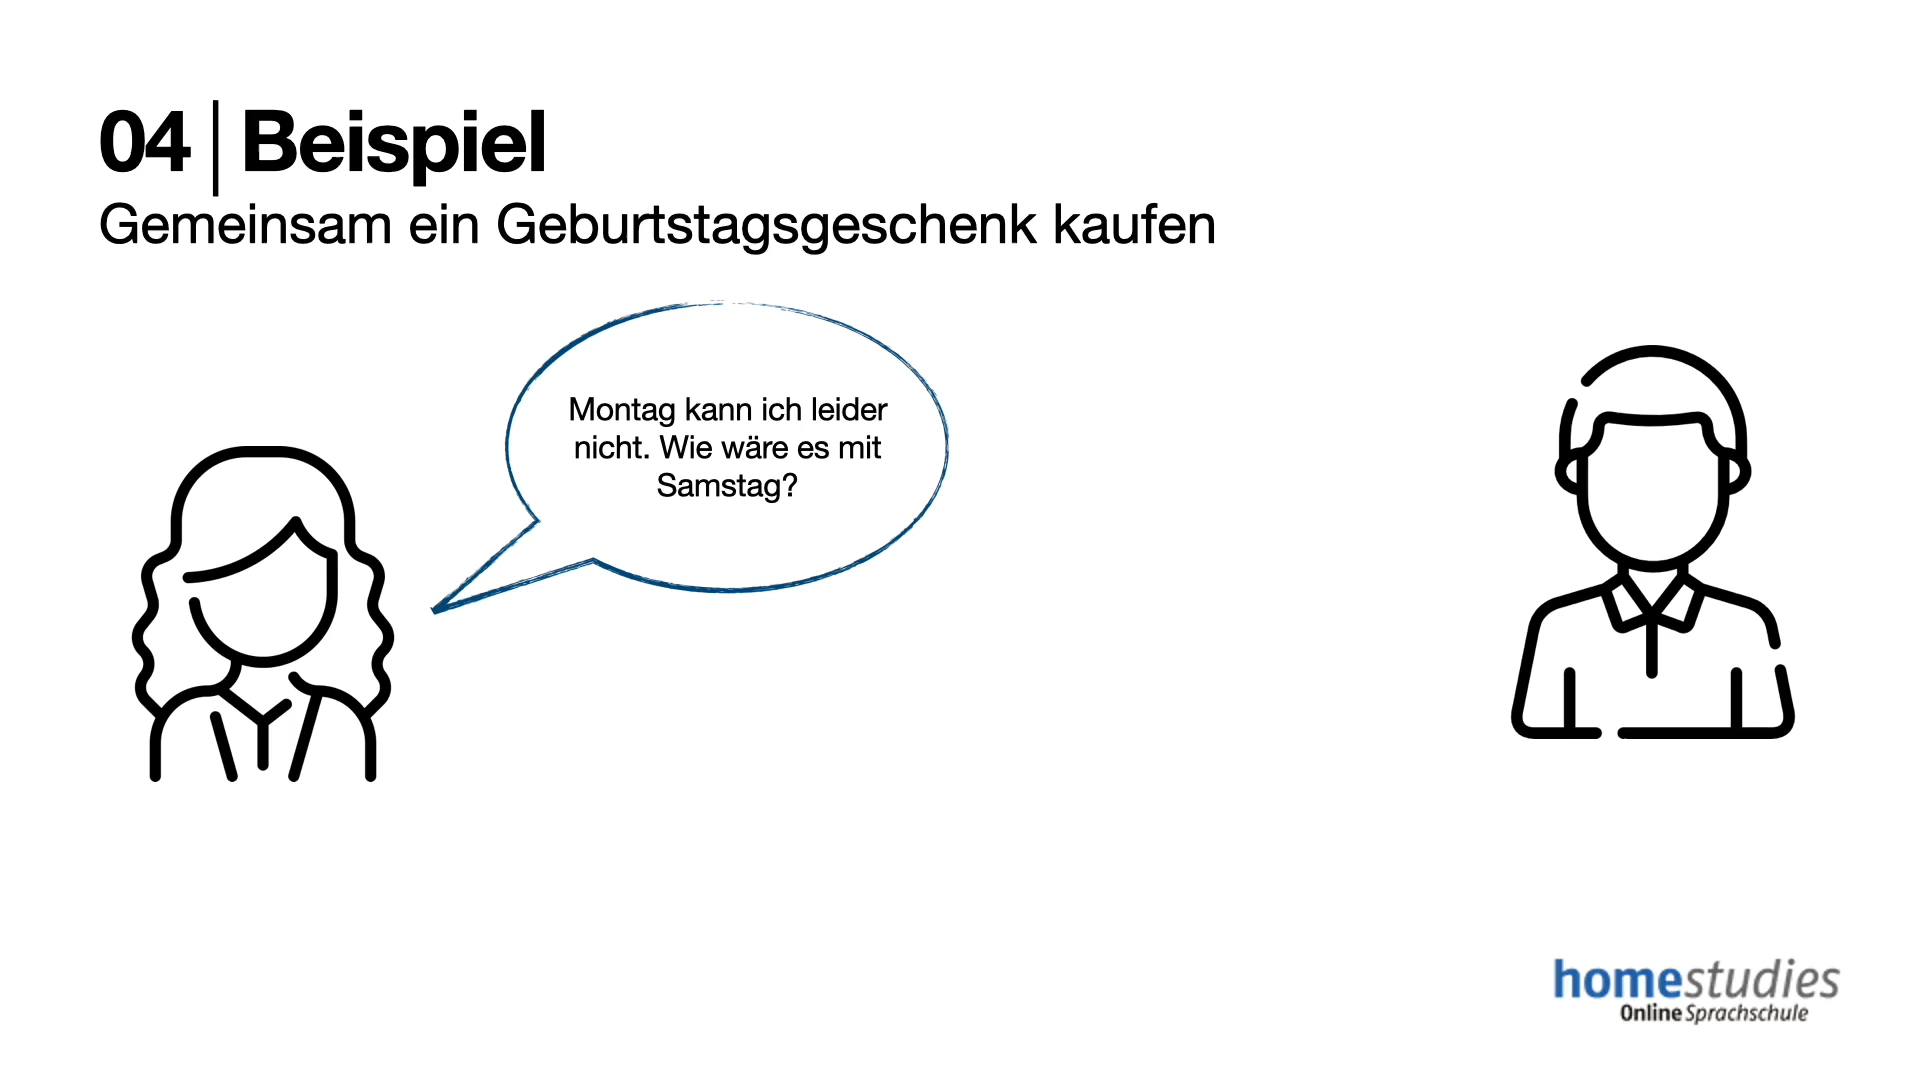 04 | Beispiel
Gemeinsam ein Geburtstagsgeschenk kaufen
Montag kann ich leider
nicht. Wie wäre es mit
Samstag?
homestudies
Online Sprachschule